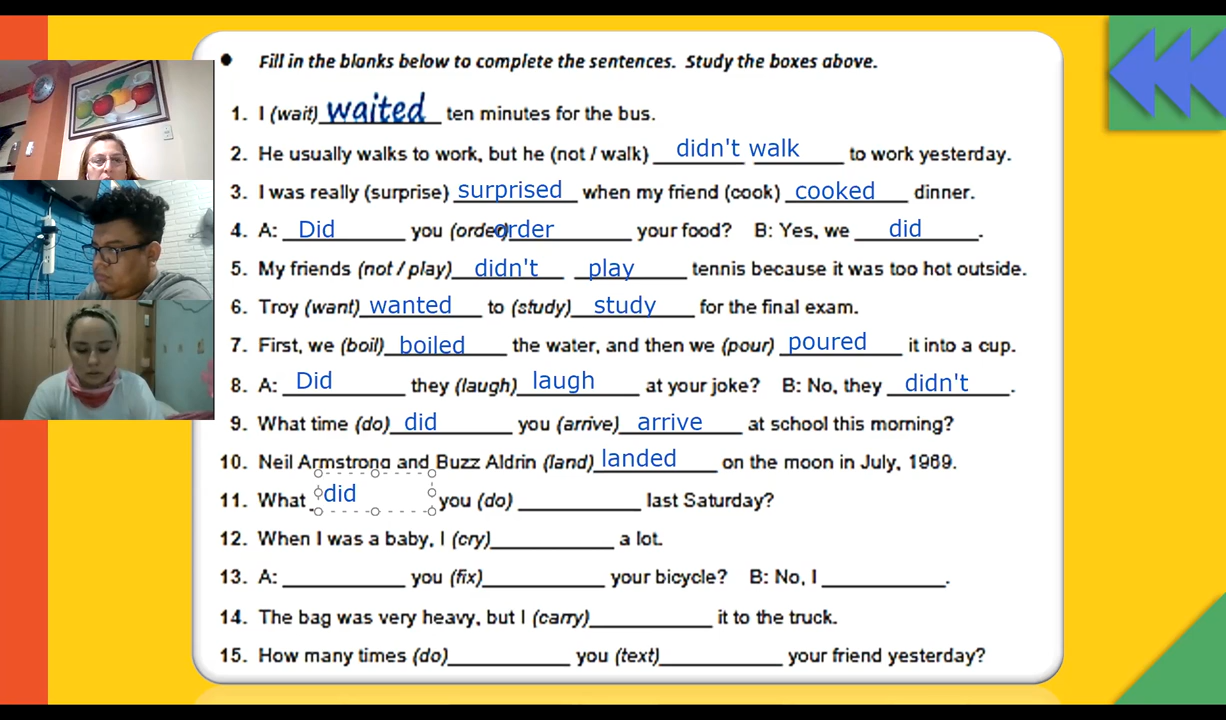 Fill in the blanks below to complete the sentences. Study the boxes above.
1. I (wait) waited ten minutes for the bus.
2. He usually walks to work, but he (not / walk) didn't walk to work yesterday.
3. I was really (surprise) surprised when my friend (cook) cooked dinner.
4. A: Did you (order) order your food? B: Yes, we did.
5. My friends (not / play) didn't play tennis because it was too hot outside.
6. Troy (want) wanted to (study) study for the final exam.
7. First, we (boil) boiled the water, and then we (pour) poured it into a cup.
8. A: Did they (laugh) laugh at your joke? B: No, they didn't.
9. What time (do) did you (arrive) arrive at school this morning?
10. Neil Armstrong and Buzz Aldrin (land) landed on the moon in July, 1969.
11. What did you (do) ____________ last Saturday?
12. When I was a baby, I (cry)____________ a lot.
13. A: ____________ you (fix)____________ your bicycle? B: No, I ____________.
14. The bag was very heavy, but I (carry)____________ it to the truck.
15. How many times (do)____________ you (text)____________ your friend yesterday?